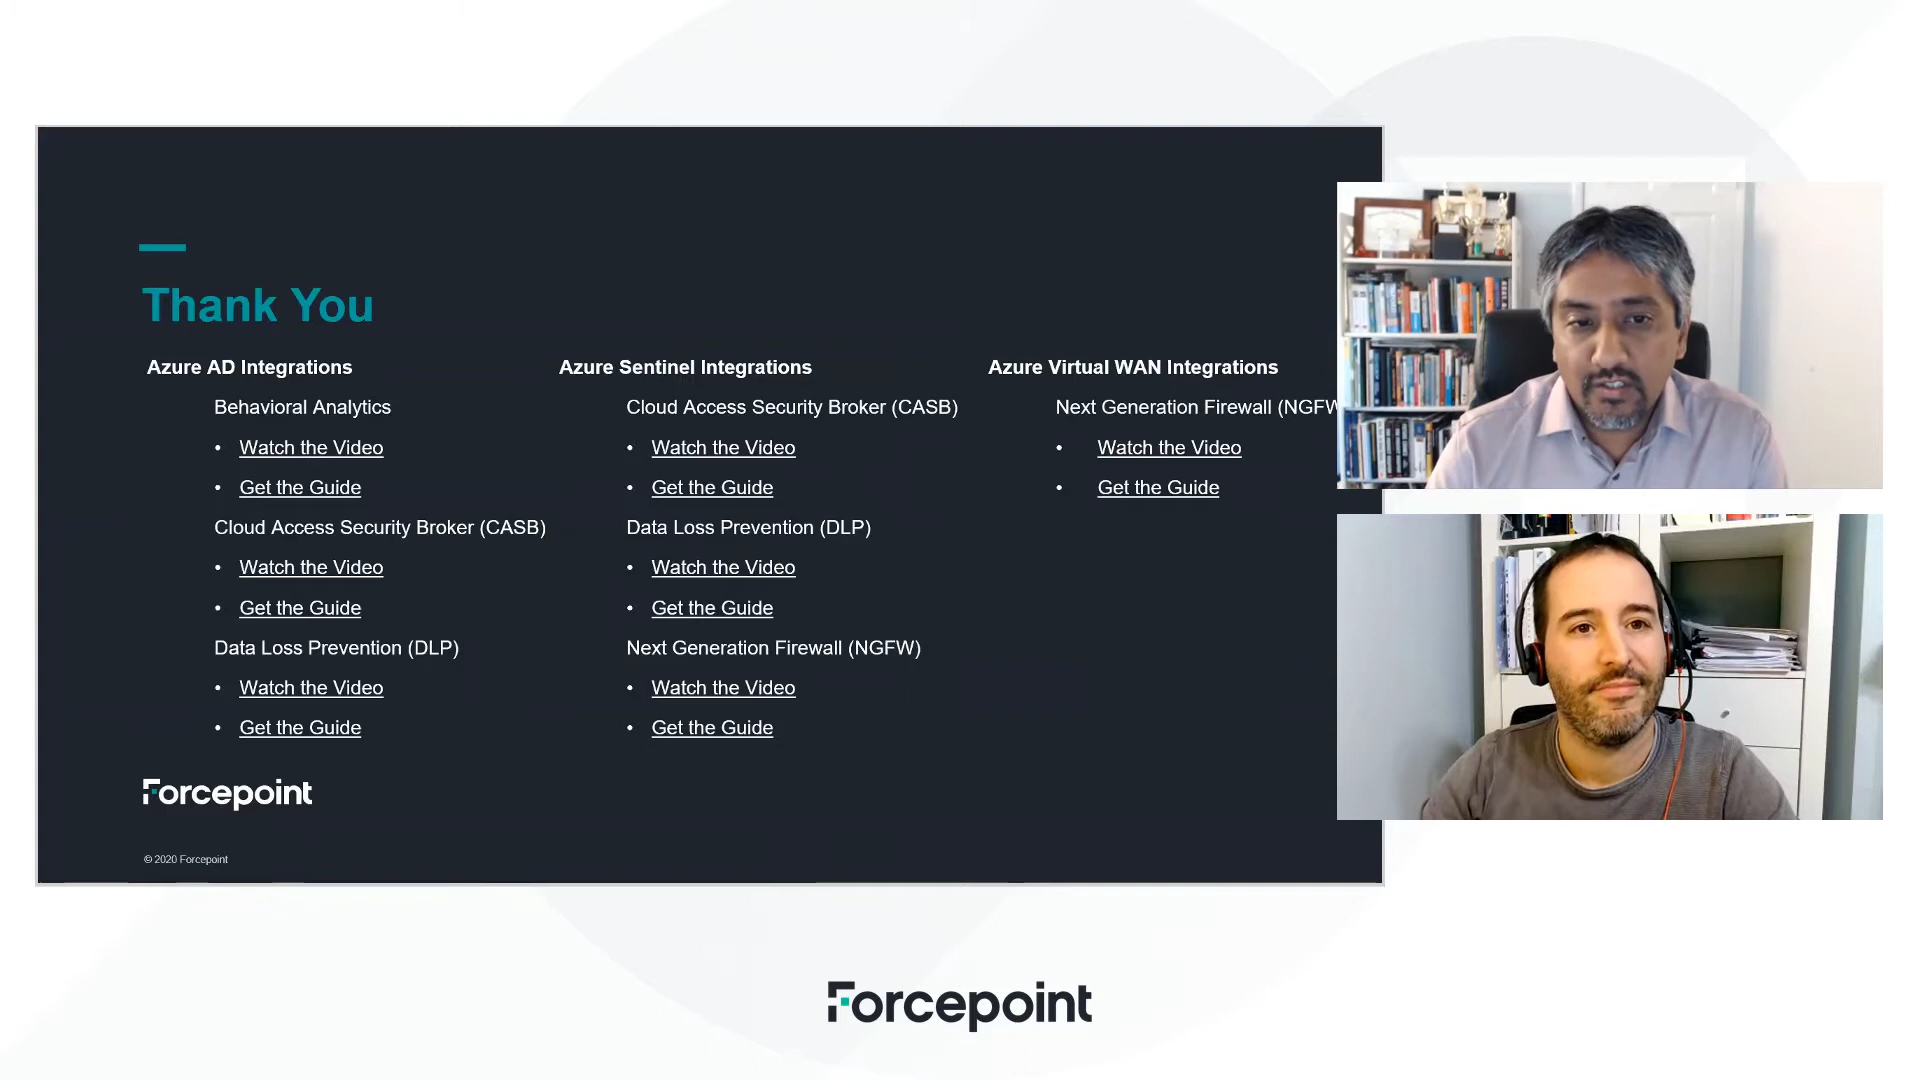 Thank You
Azure AD Integrations
Behavioral Analytics
• Watch the Video
• Get the Guide
Cloud Access Security Broker (CASB)
• Watch the Video
• Get the Guide
Data Loss Prevention (DLP)
• Watch the Video
• Get the Guide
Azure Sentinel Integrations
Cloud Access Security Broker (CASB)
• Watch the Video
• Get the Guide
Data Loss Prevention (DLP)
• Watch the Video
• Get the Guide
Next Generation Firewall (NGFW)
• Watch the Video
• Get the Guide
Azure Virtual WAN Integrations
Next Generation Firewall (NGFW
• Watch the Video
• Get the Guide
Forcepoint
© 2020 Forcepoint
Forcepoint